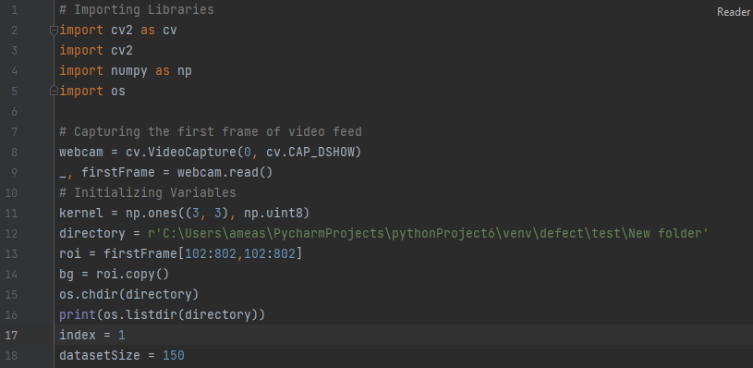 Reader
1 # Importing Libraries
2 import cv2 as cv
3 import cv2
4 import numpy as np
5 import os
6
7 # Capturing the first frame of video feed
8 webcam = cv.VideoCapture(0, cv.CAP_DSHOW)
9 _, firstFrame = webcam.read()
10 # Initializing Variables
11 kernel = np.ones((3, 3), np.uint8)
12 directory = r'C:\Users\ameas\PycharmProjects\pythonProject6\venv\defect\test\New folder'
13 roi = firstFrame[102:802,102:802]
14 bg = roi.copy()
15 os.chdir(directory)
16 print(os.listdir(directory))
17 index = 1
18 datasetSize = 150